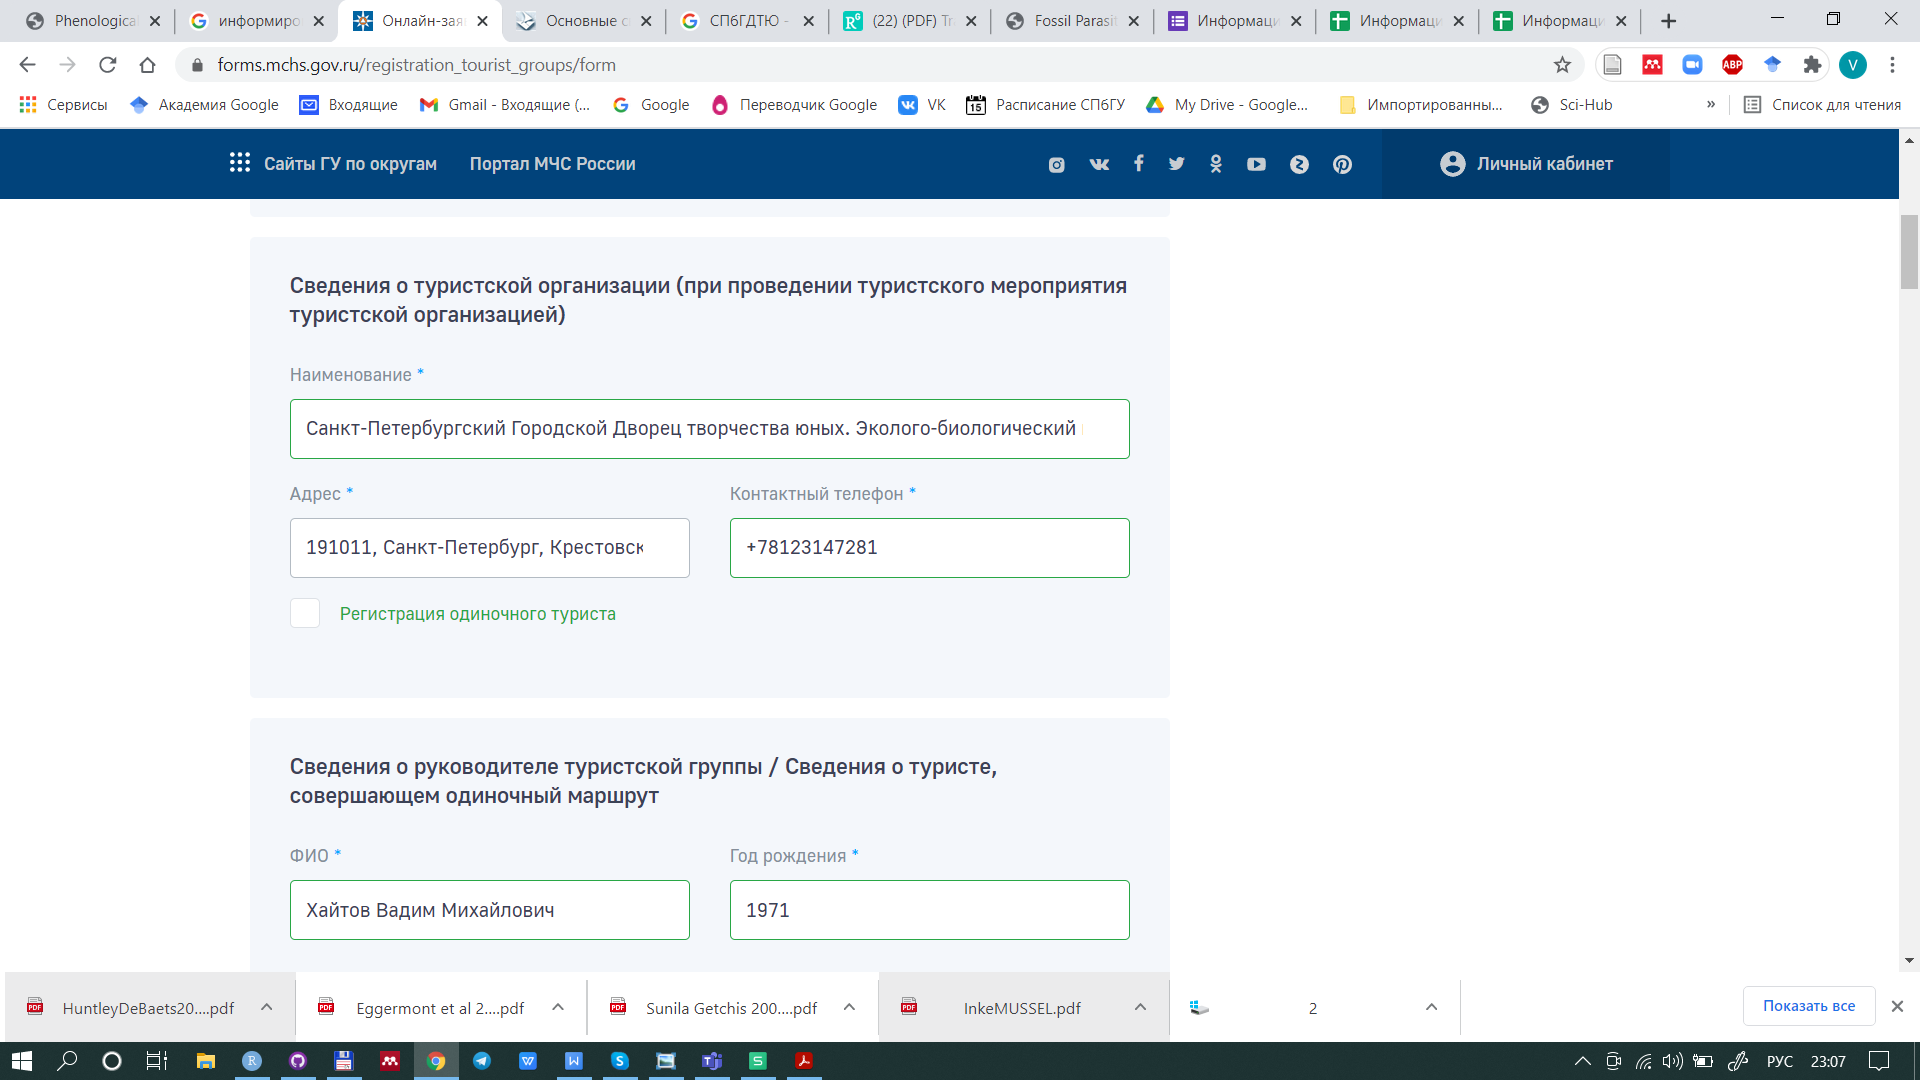 Phenologica
информиро
Онлайн-зая
Основные с
СПбГДТЮ -
(22) (PDF) Tr
Fossil Parasit
Информаци
Информаци
Информаци
forms.mchs.gov.ru/registration_tourist_groups/form
ABP
V
Сервисы
Академия Google
Входящие
Gmail - Входящие (...
Google
Переводчик Google
VK
15
Расписание СПбГУ
My Drive - Google...
Импортированны...
Sci-Hub
»
Список для чтения
Сайты ГУ по округам
Портал МЧС России
Личный кабинет
Сведения о туристской организации (при проведении туристского мероприятия
туристской организацией)
Наименование *
Санкт-Петербургский Городской Дворец творчества юных. Эколого-биологический
Адрес *
Контактный телефон *
191011, Санкт-Петербург, Крестовск
+78123147281
Регистрация одиночного туриста
Сведения о руководителе туристской группы / Сведения о туристе,
совершающем одиночный маршрут
ФИО *
Год рождения *
Хайтов Вадим Михайлович
1971
HuntleyDeBaets20....pdf
Eggermont et al 2....pdf
Sunila Getchis 200....pdf
InkeMUSSEL.pdf
2
Показать все
РУС
23:07